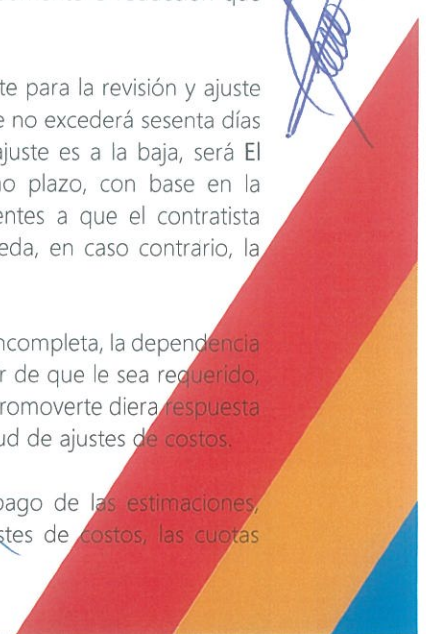 te para la revisión y ajuste
e no excederá sesenta días
ajuste es a la baja, será El
no plazo, con base en la
entes a que el contratista
eda, en caso contrario, la
ncompleta, la dependencia
r de que le sea requerido,
romoverte diera respuesta
ud de ajustes de costos.
pago de las estimaciones,
stes de costos, las cuotas